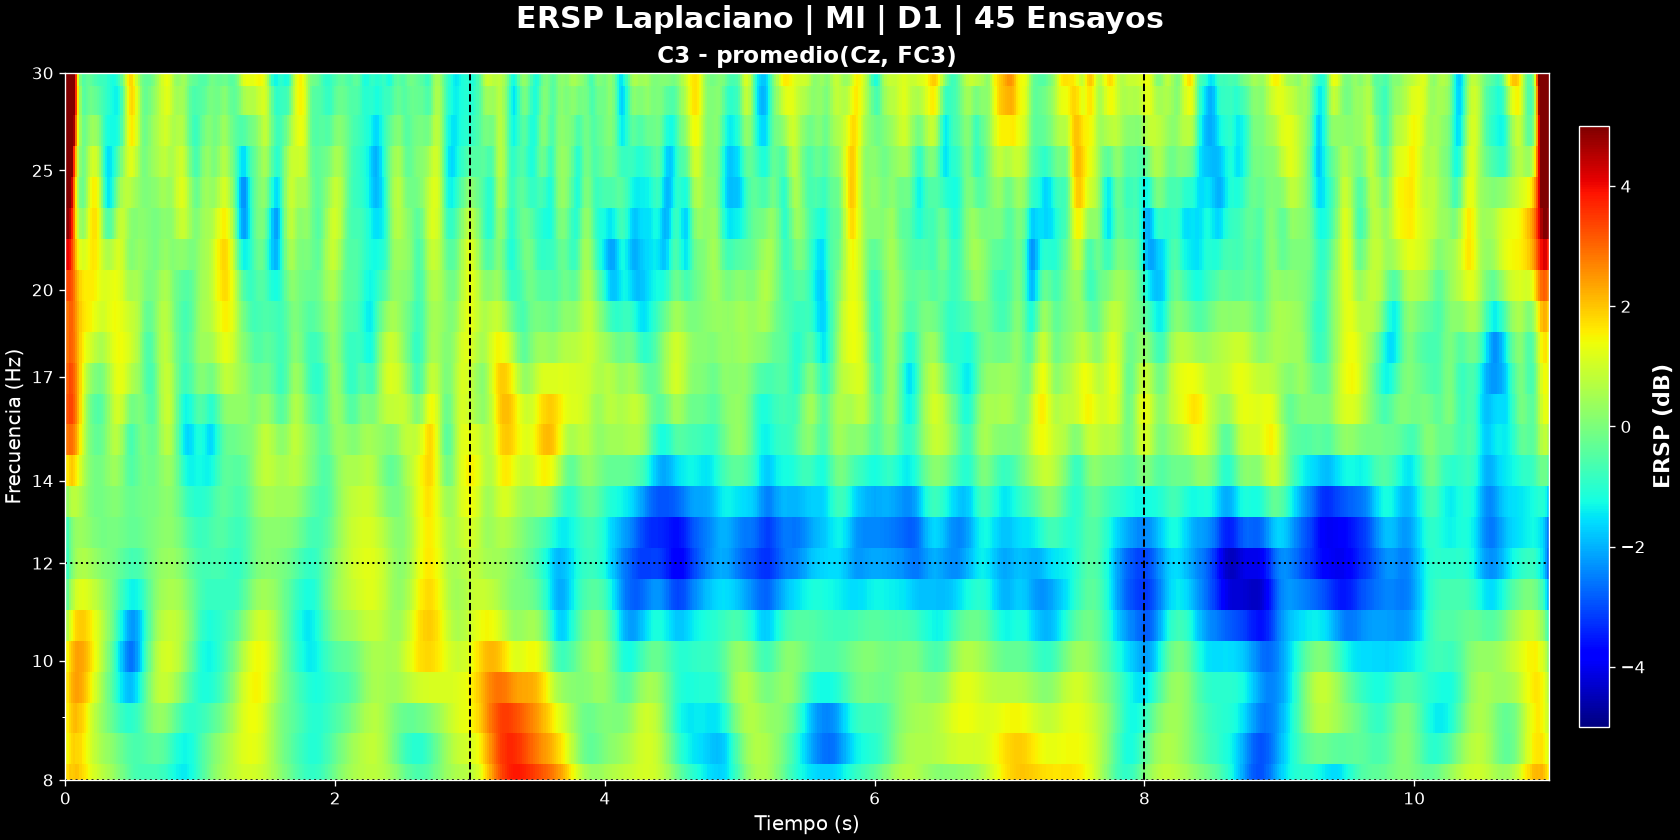 ERSP Laplaciano | MI | D1 | 45 Ensayos
C3 - promedio(Cz, FC3)
Frecuencia (Hz)
30
25
20
17
14
12
10
8
0 2 4 6 8 10
Tiempo (s)
4
2
0
−2
−4
ERSP (dB)